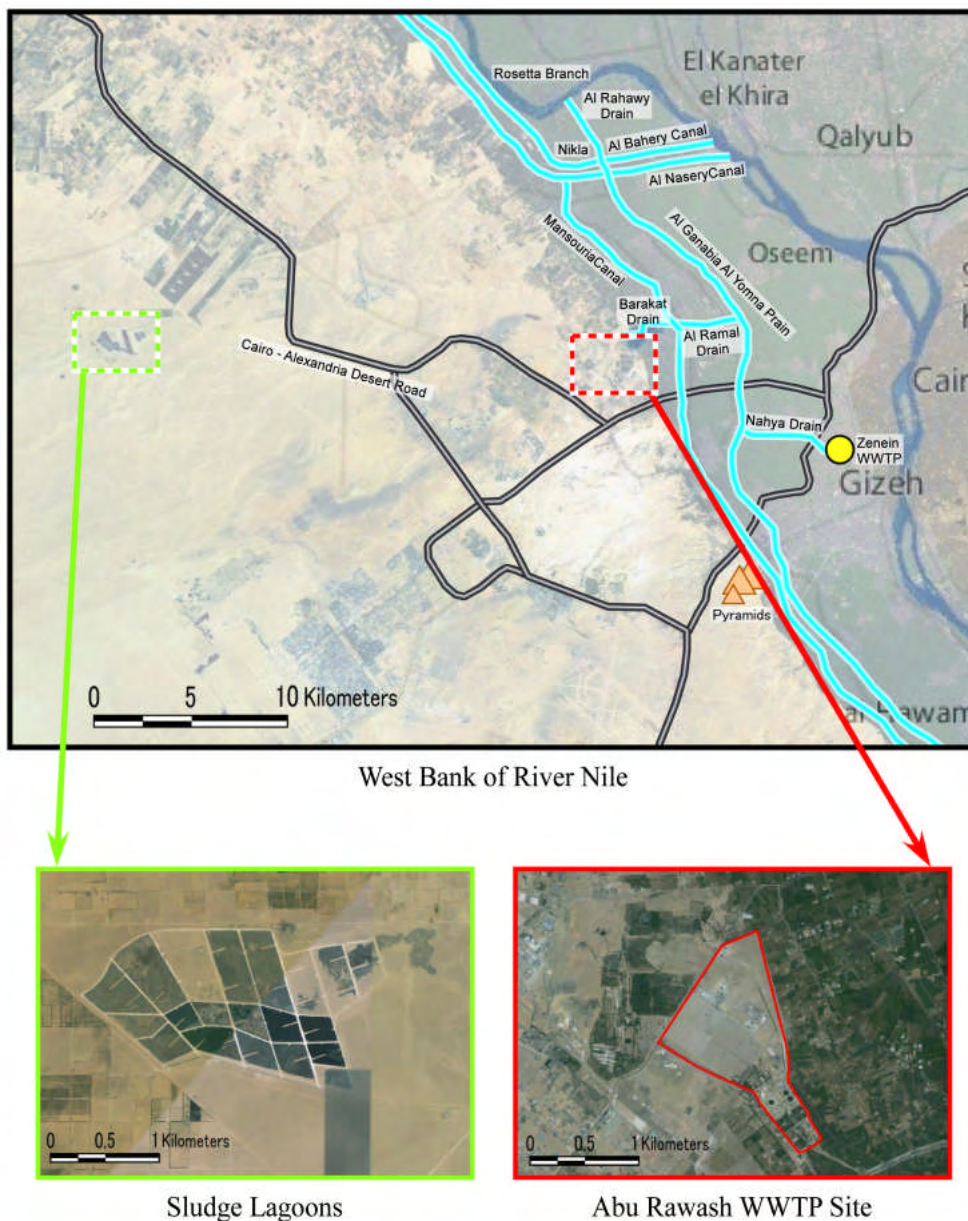 El Kanater
el Khira
Rosetta Branch
Al Rahawy
Drain
Qalyub
Nikla
Al Bahery Canal
Al NaseryCanal
MansouriaCanal
Al Ganabia Al Yomna Prain
Oseem
Barakat
Drain
Al Ramal
Drain
Cairo - Alexandria Desert Road
Cair
Nahya Drain
Zenein
WWTP
Gizeh
Pyramids
0 5 10 Kilometers
al Hawam
West Bank of River Nile
0 0.5 1 Kilometers
0 0.5 1 Kilometers
Sludge Lagoons
Abu Rawash WWTP Site